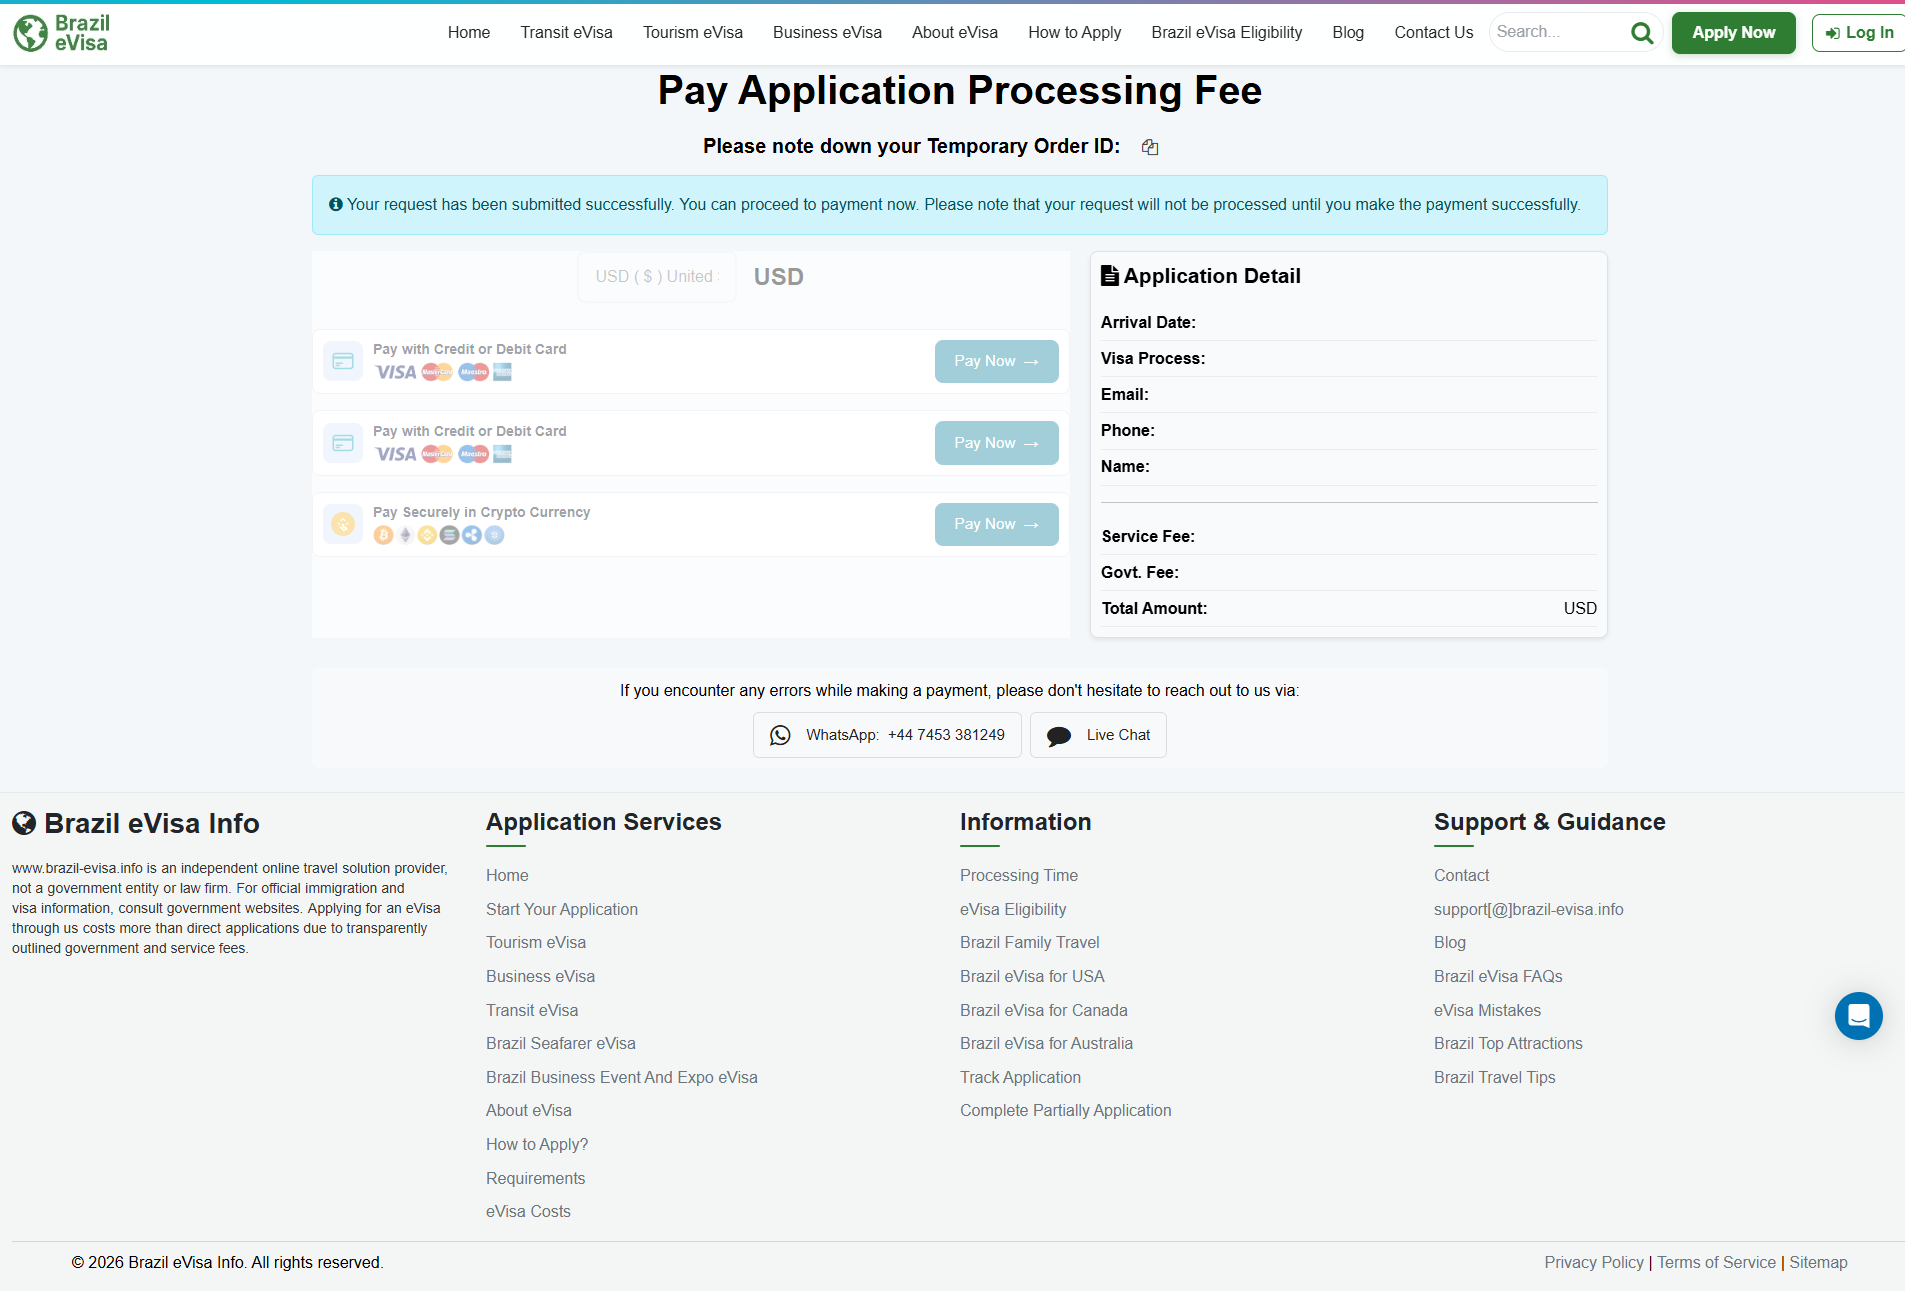 Brazil
eVisa
Home Transit eVisa Tourism eVisa Business eVisa About eVisa How to Apply Brazil eVisa Eligibility Blog Contact Us Search... Apply Now Log In
Pay Application Processing Fee
Please note down your Temporary Order ID:
Your request has been submitted successfully. You can proceed to payment now. Please note that your request will not be processed until you make the payment successfully.
USD ( $ ) United USD
Pay with Credit or Debit Card
VISA MasterCard Maestro
Pay Now →
Pay with Credit or Debit Card
VISA MasterCard Maestro
Pay Now →
Pay Securely in Crypto Currency
Pay Now →
Application Detail
Arrival Date:
Visa Process:
Email:
Phone:
Name:
Service Fee:
Govt. Fee:
Total Amount: USD
If you encounter any errors while making a payment, please don't hesitate to reach out to us via:
WhatsApp: +44 7453 381249 Live Chat
Brazil eVisa Info
www.brazil-evisa.info is an independent online travel solution provider,
not a government entity or law firm. For official immigration and
visa information, consult government websites. Applying for an eVisa
through us costs more than direct applications due to transparently
outlined government and service fees.
Application Services
Home
Start Your Application
Tourism eVisa
Business eVisa
Transit eVisa
Brazil Seafarer eVisa
Brazil Business Event And Expo eVisa
About eVisa
How to Apply?
Requirements
eVisa Costs
Information
Processing Time
eVisa Eligibility
Brazil Family Travel
Brazil eVisa for USA
Brazil eVisa for Canada
Brazil eVisa for Australia
Track Application
Complete Partially Application
Support & Guidance
Contact
support[@]brazil-evisa.info
Blog
Brazil eVisa FAQs
eVisa Mistakes
Brazil Top Attractions
Brazil Travel Tips
© 2026 Brazil eVisa Info. All rights reserved.
Privacy Policy | Terms of Service | Sitemap